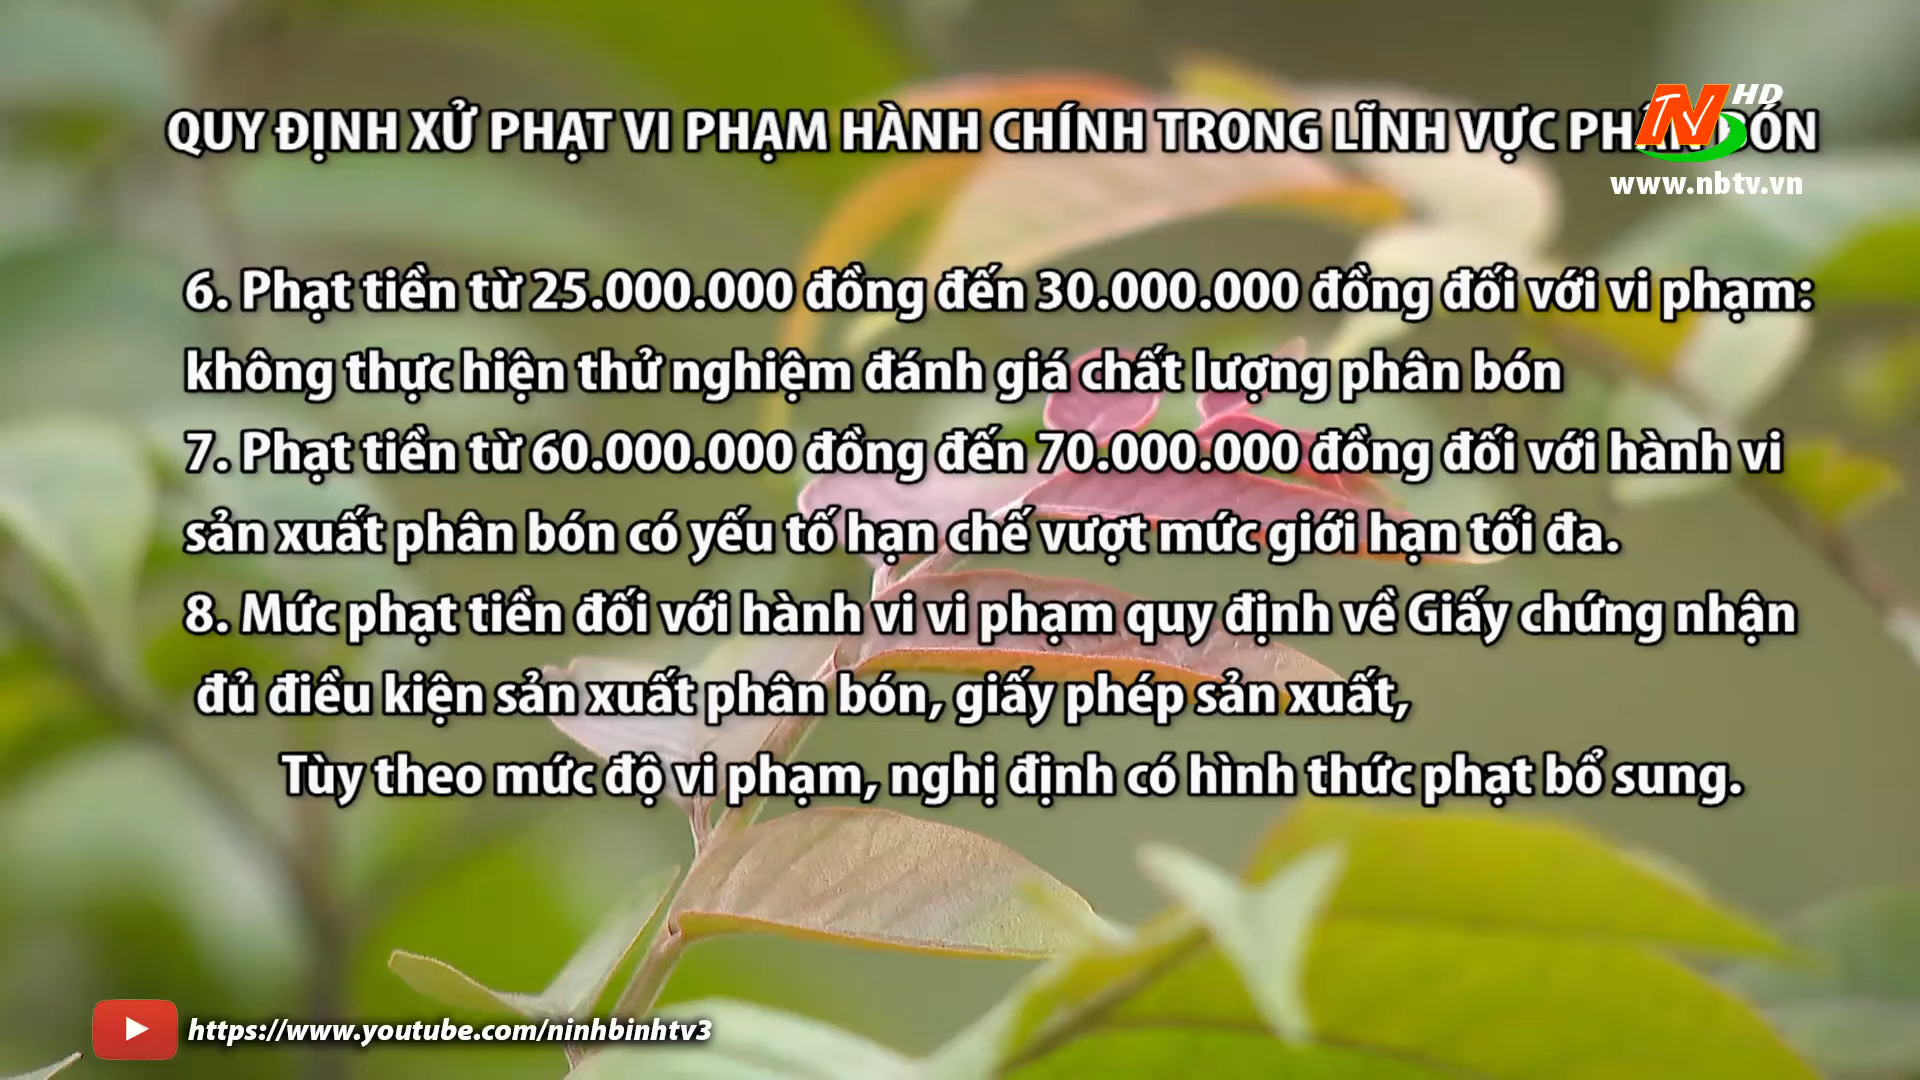 QUY ĐỊNH XỬ PHẠT VI PHẠM HÀNH CHÍNH TRONG LĨNH VỰC PHÂN BÓN
NTV HD
www.nbtv.vn
6. Phạt tiền từ 25.000.000 đồng đến 30.000.000 đồng đối với vi phạm:
không thực hiện thử nghiệm đánh giá chất lượng phân bón
7. Phạt tiền từ 60.000.000 đồng đến 70.000.000 đồng đối với hành vi
sản xuất phân bón có yếu tố hạn chế vượt mức giới hạn tối đa.
8. Mức phạt tiền đối với hành vi vi phạm quy định về Giấy chứng nhận
đủ điều kiện sản xuất phân bón, giấy phép sản xuất,
Tùy theo mức độ vi phạm, nghị định có hình thức phạt bổ sung.
https://www.youtube.com/ninhbinhtv3